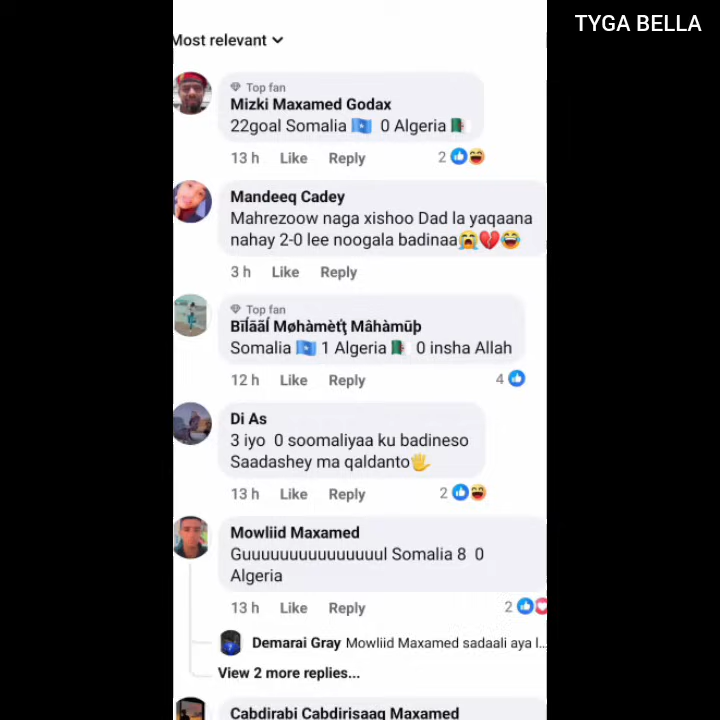 TYGA BELLA
Most relevant
Top fan
Mizki Maxamed Godax
22goal Somalia 🇸🇴 0 Algeria 🇩🇿
13 h Like Reply 2
Mandeeq Cadey
Mahrezoow naga xishoo Dad la yaqaana
nahay 2-0 lee noogala badinaa😭💔😂
3 h Like Reply
Top fan
Bīĺāāĺ Møhàmèťţ Mâhàmūþ
Somalia 🇸🇴 1 Algeria 🇩🇿 0 insha Allah
12 h Like Reply 4
Di As
3 iyo 0 soomaliyaa ku badineso
Saadashey ma qaldanto🖐
13 h Like Reply 2
Mowliid Maxamed
Guuuuuuuuuuuuuuul Somalia 8 0
Algeria
13 h Like Reply 2
Demarai Gray Mowliid Maxamed sadaali aya l...
View 2 more replies...
Cabdirabi Cabdirisaaq Maxamed